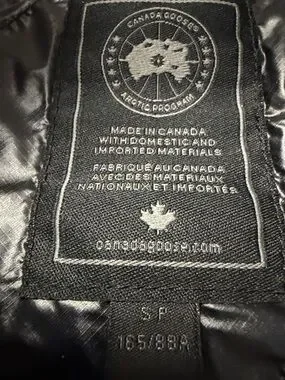 CANADA GOOSE®
ARCTIC PROGRAM
MADE IN CANADA
WITH DOMESTIC AND
IMPORTED MATERIALS
FABRIQUÉ AU CANADA
AVEC DES MATERIAUX
NATIONAUX ET IMPORTÉS
canadagoose.com
S P
165/88A